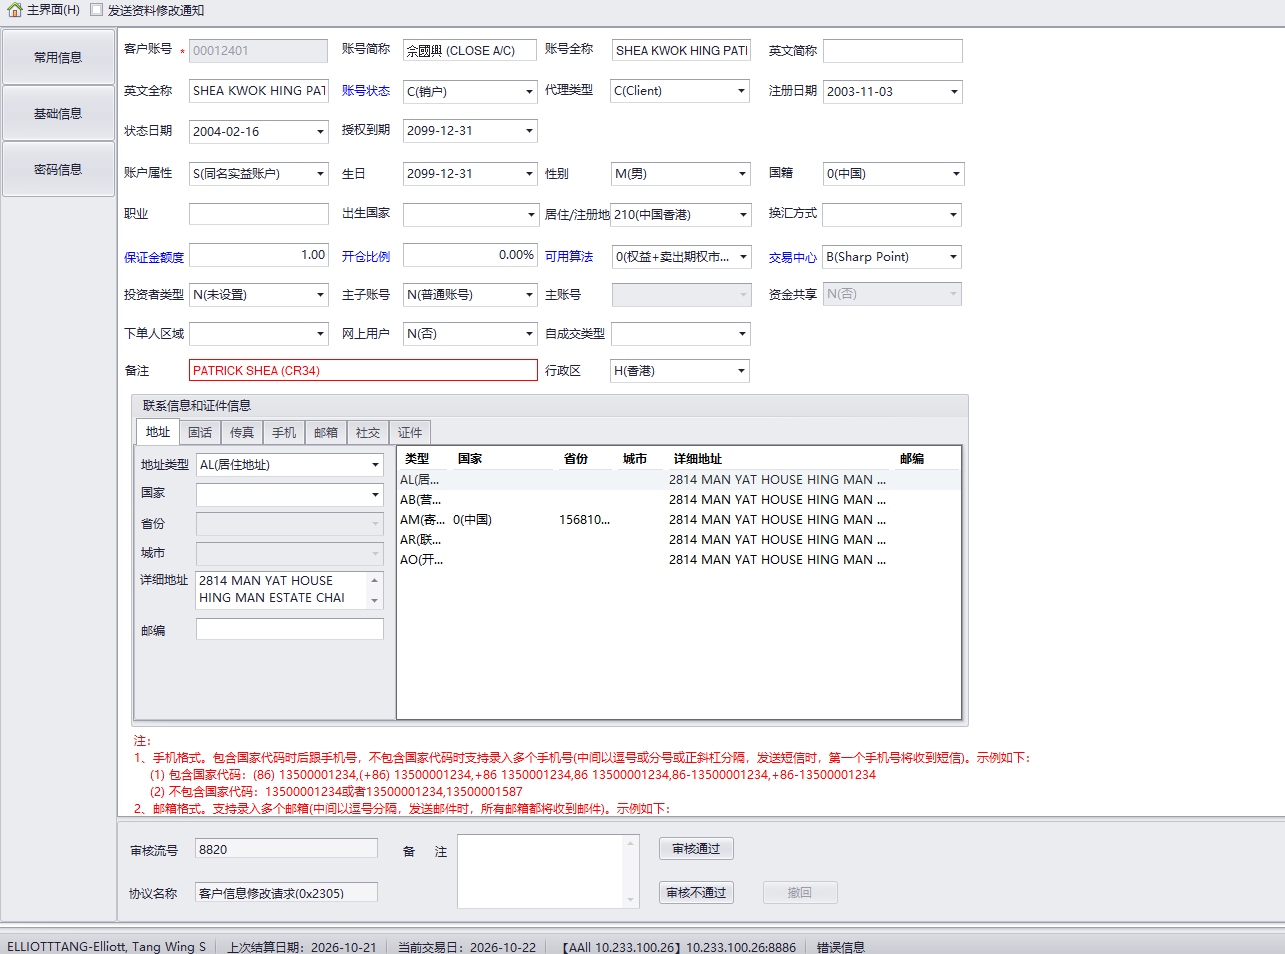 主界面(H) 发送资料修改通知
常用信息
基础信息
密码信息
客户账号 * 00012401 账号简称 佘國興 (CLOSE A/C) 账号全称 SHEA KWOK HING PATI 英文简称
英文全称 SHEA KWOK HING PAT 账号状态 C(销户) 代理类型 C(Client) 注册日期 2003-11-03
状态日期 2004-02-16 授权到期 2099-12-31
账户属性 S(同名实益账户) 生日 2099-12-31 性别 M(男) 国籍 0(中国)
职业 出生国家 居住/注册地 210(中国香港) 换汇方式
保证金额度 1.00 开仓比例 0.00% 可用算法 0(权益+卖出期权市... 交易中心 B(Sharp Point)
投资者类型 N(未设置) 主子账号 N(普通账号) 主账号 资金共享 N(否)
下单人区域 网上用户 N(否) 自成交类型
备注 PATRICK SHEA (CR34) 行政区 H(香港)
联系信息和证件信息
地址 固话 传真 手机 邮箱 社交 证件
地址类型 AL(居住地址)
国家
省份
城市
详细地址 2814 MAN YAT HOUSE
HING MAN ESTATE CHAI
邮编
类型 国家 省份 城市 详细地址 邮编
AL(居... 2814 MAN YAT HOUSE HING MAN ...
AB(营... 2814 MAN YAT HOUSE HING MAN ...
AM(寄... 0(中国) 156810... 2814 MAN YAT HOUSE HING MAN ...
AR(联... 2814 MAN YAT HOUSE HING MAN ...
AO(开... 2814 MAN YAT HOUSE HING MAN ...
注：
1、手机格式。包含国家代码时后跟手机号，不包含国家代码时支持录入多个手机号(中间以逗号或分号或正斜杠分隔，发送短信时，第一个手机号将收到短信)。示例如下：
(1) 包含国家代码：(86) 13500001234,(+86) 13500001234,+86 13500001234,86 13500001234,86-13500001234,+86-13500001234
(2) 不包含国家代码：13500001234或者13500001234,13500001587
2、邮箱格式。支持录入多个邮箱(中间以逗号分隔，发送邮件时，所有邮箱都将收到邮件)。示例如下：
审核流号 8820 备 注 审核通过
协议名称 客户信息修改请求(0x2305) 审核不通过 撤回
ELLIOTTTANG-Elliott, Tang Wing S 上次结算日期：2026-10-21 当前交易日：2026-10-22 【AAll 10.233.100.26】10.233.100.26:8886 错误信息